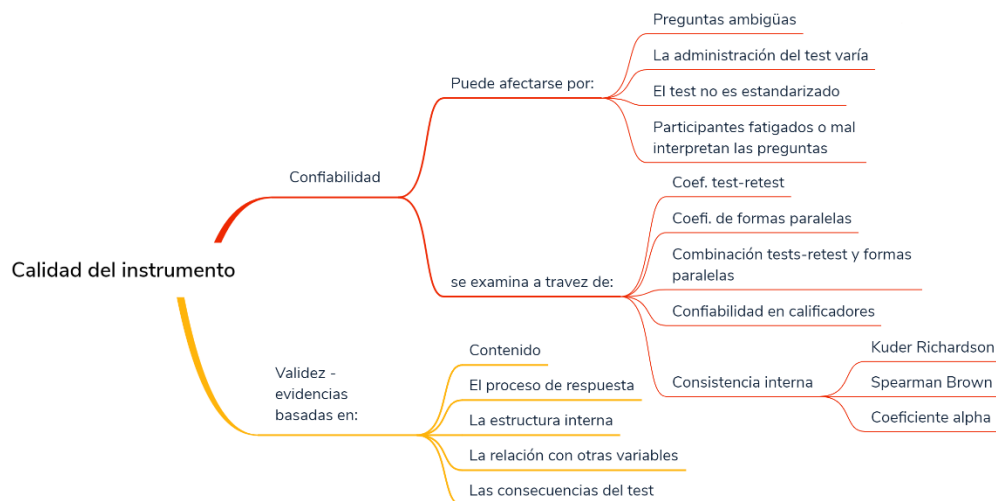 Calidad del instrumento
Confiabilidad
Puede afectarse por:
Preguntas ambigüas
La administración del test varía
El test no es estandarizado
Participantes fatigados o mal
interpretan las preguntas
se examina a travez de:
Coef. test-retest
Coefi. de formas paralelas
Combinación tests-retest y formas
paralelas
Confiabilidad en calificadores
Consistencia interna
Kuder Richardson
Spearman Brown
Coeficiente alpha
Validez -
evidencias
basadas en:
Contenido
El proceso de respuesta
La estructura interna
La relación con otras variables
Las consecuencias del test